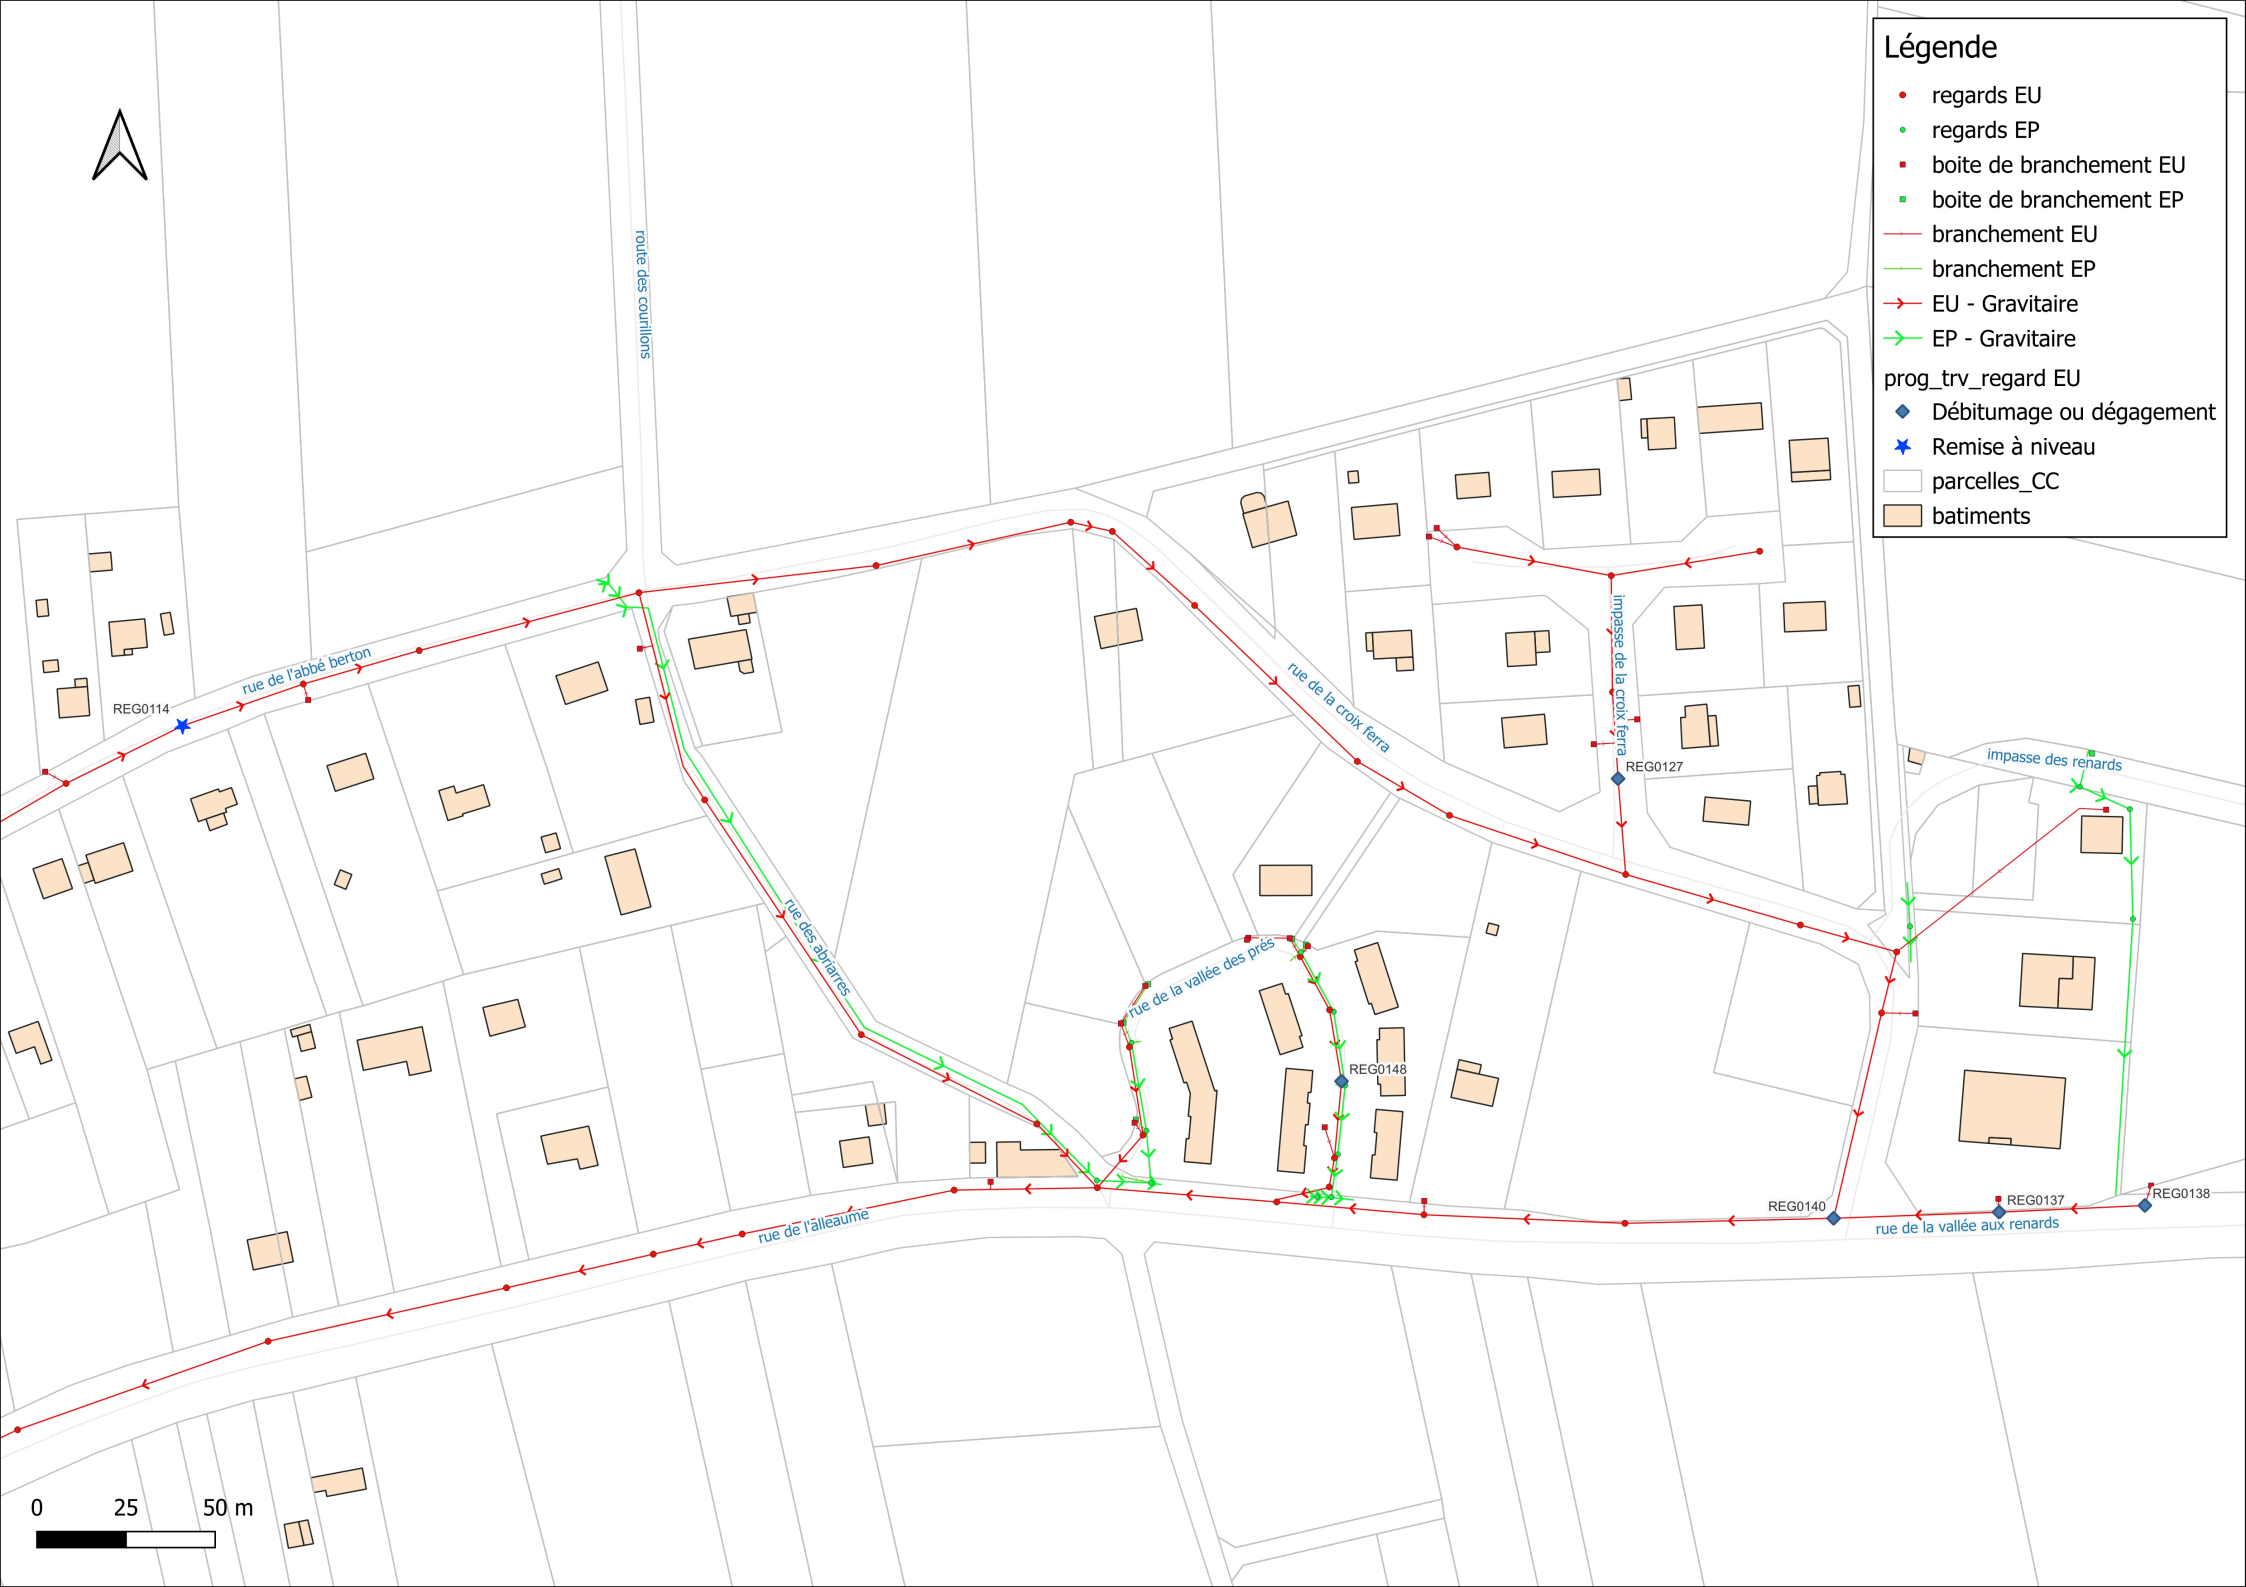 Légende
regards EU
regards EP
boite de branchement EU
boite de branchement EP
branchement EU
branchement EP
EU - Gravitaire
EP - Gravitaire
prog_trv_regard EU
Débitumage ou dégagement
Remise à niveau
parcelles_CC
batiments
route des courillons
rue de l'abbé berton
REG0114
impasse de la croix ferra
rue de la croix ferra
REG0127
impasse des renards
rue des abriarres
rue de la vallée des prés
REG0148
REG0140
REG0137
REG0138
rue de la vallée aux renards
rue de l'alleaume
0 25 50 m